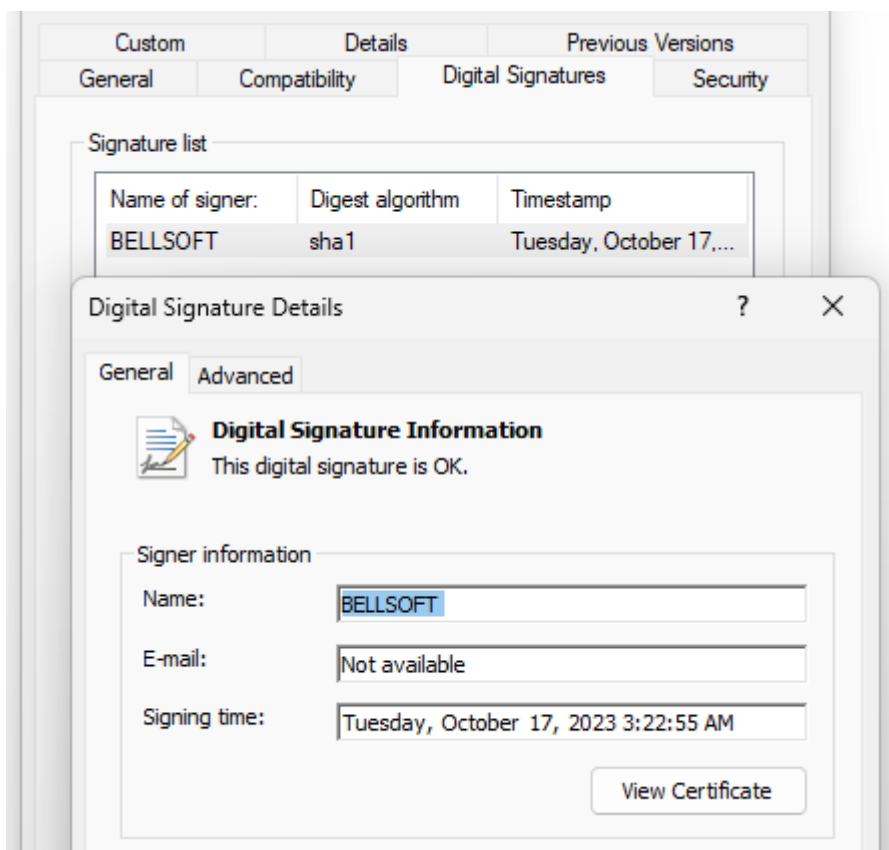 Custom Details Previous Versions
General Compatibility Digital Signatures Security
Signature list
Name of signer: Digest algorithm Timestamp
BELLSOFT sha1 Tuesday, October 17,...
Digital Signature Details ?
General Advanced
Digital Signature Information
This digital signature is OK.
Signer information
Name: BELLSOFT
E-mail: Not available
Signing time: Tuesday, October 17, 2023 3:22:55 AM
View Certificate